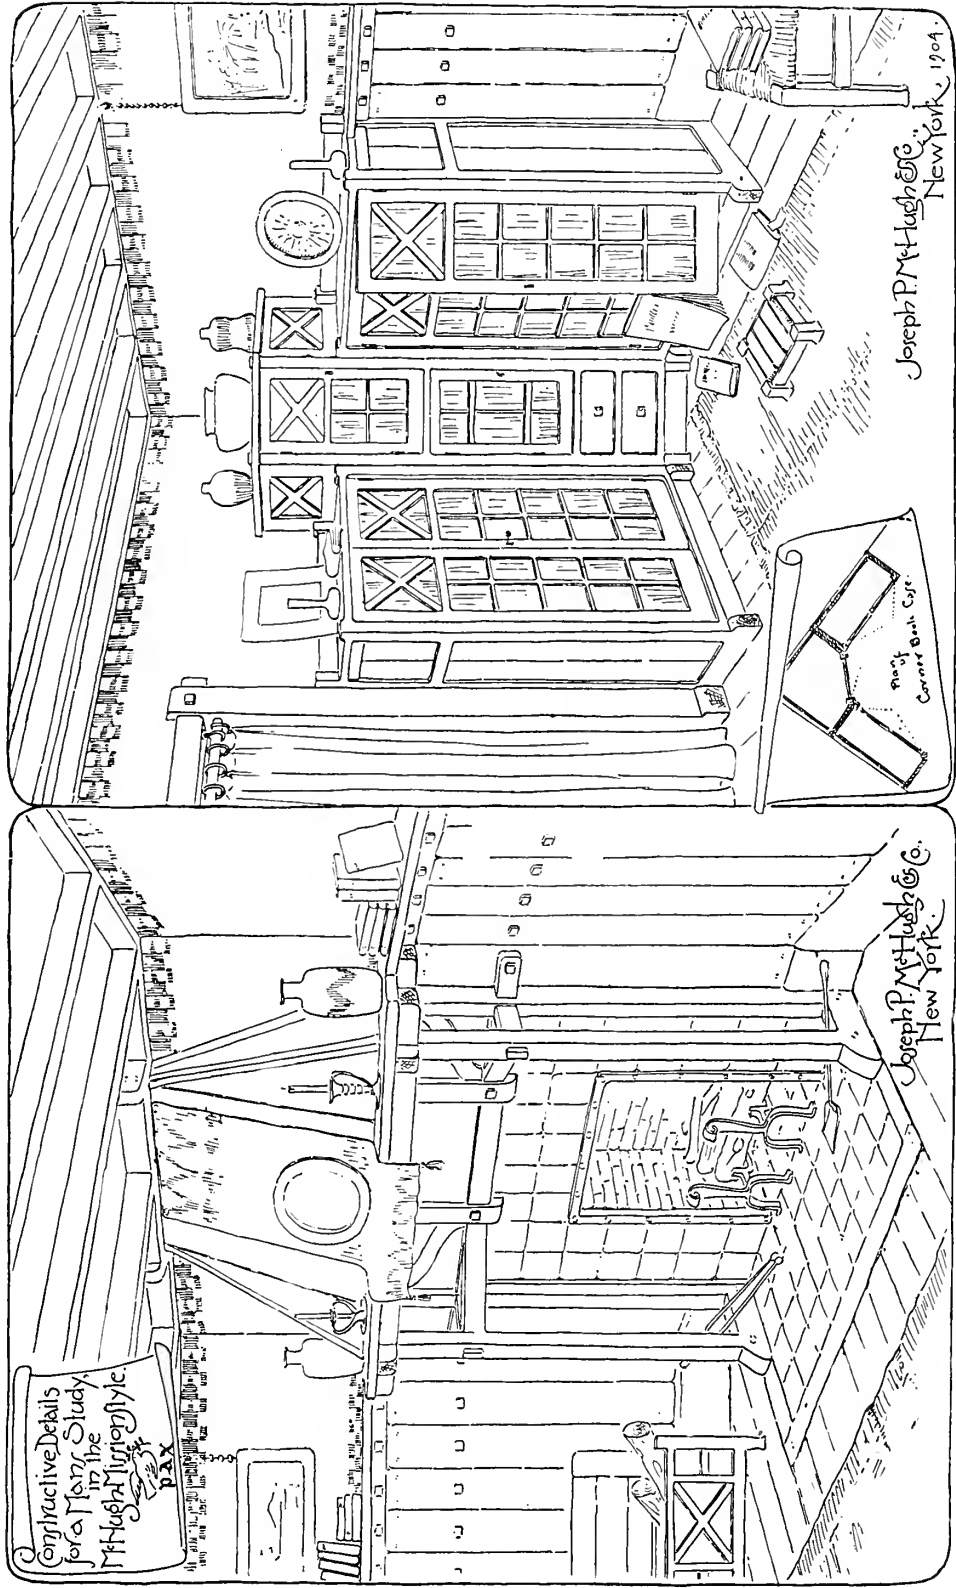 Constructive Details
for a Man's Study,
in the
McHugh Mission Style.
PAX
Joseph P. McHugh & Co.
New York.
Plan of
Corner Book Case.
Joseph P. McHugh & Co.,
New York. 1904.